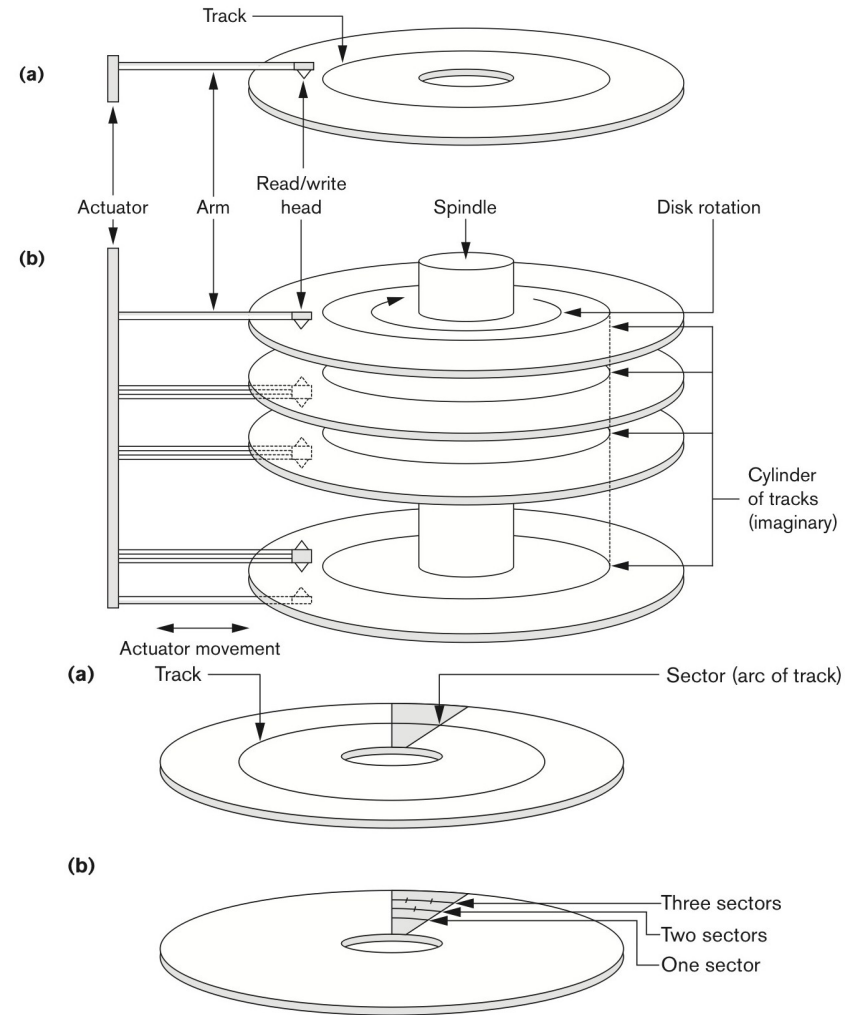 Track
(a)
Read/write
head
Actuator
Arm
Spindle
Disk rotation
(b)
Cylinder
of tracks
(imaginary)
Actuator movement
(a)
Track
Sector (arc of track)
(b)
Three sectors
Two sectors
One sector